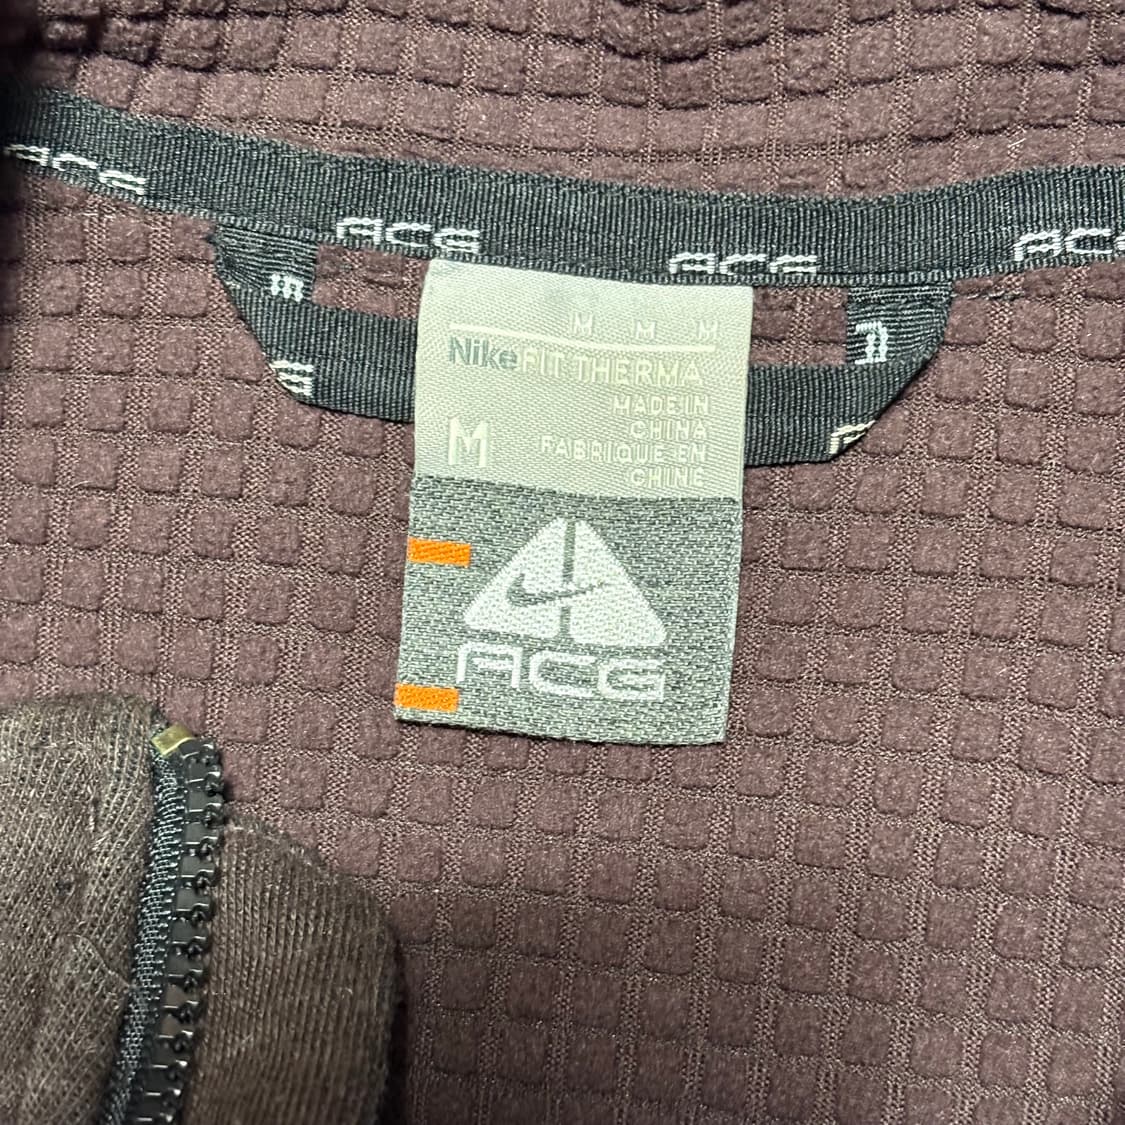 ACG
ACG
ACG
ACG
M M M
NikeFIT THERMA
MADE IN
CHINA
M
FABRIQUE EN
CHINE
ACG